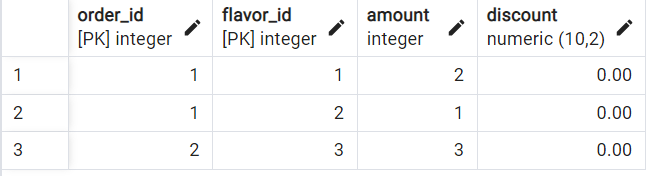 order_id flavor_id amount discount
[PK] integer [PK] integer integer numeric (10,2)
1 1 1 2 0.00
2 1 2 1 0.00
3 2 3 3 0.00